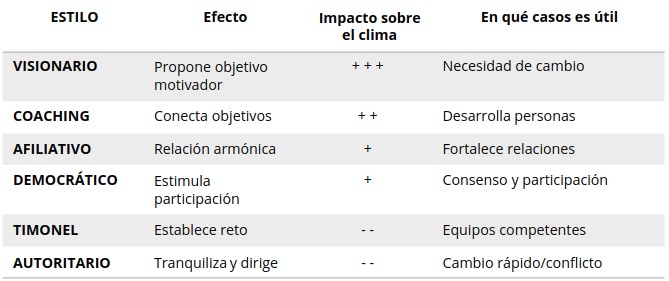 ESTILO Efecto Impacto sobre el clima En qué casos es útil
VISIONARIO Propone objetivo motivador + + + Necesidad de cambio
COACHING Conecta objetivos + + Desarrolla personas
AFILIATIVO Relación armónica + Fortalece relaciones
DEMOCRÁTICO Estimula participación + Consenso y participación
TIMONEL Establece reto - - Equipos competentes
AUTORITARIO Tranquiliza y dirige - - Cambio rápido/conflicto